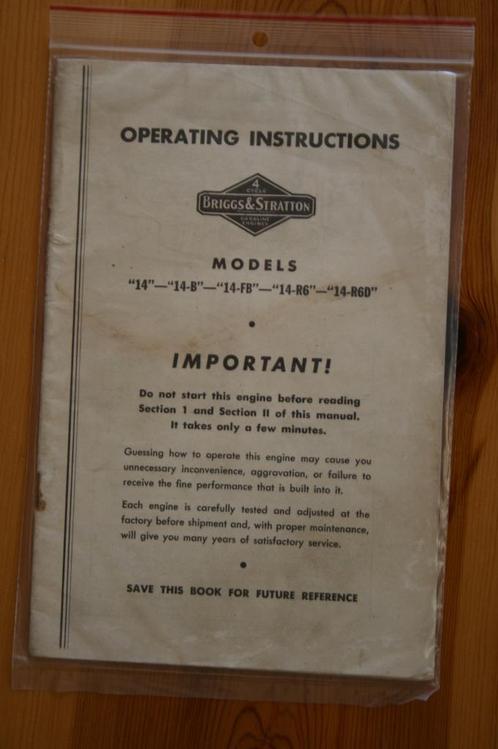 OPERATING INSTRUCTIONS
4
CYCLE
BRIGGS&STRATTON
GASOLINE
ENGINES
MODELS
"14"—"14-B"—"14-FB"—"14-R6"—"14-R6D"
IMPORTANT!
Do not start this engine before reading
Section 1 and Section II of this manual.
It takes only a few minutes.
Guessing how to operate this engine may cause you
unnecessary inconvenience, aggravation, or failure to
receive the fine performance that is built into it.
Each engine is carefully tested and adjusted at the
factory before shipment and, with proper maintenance,
will give you many years of satisfactory service.
SAVE THIS BOOK FOR FUTURE REFERENCE